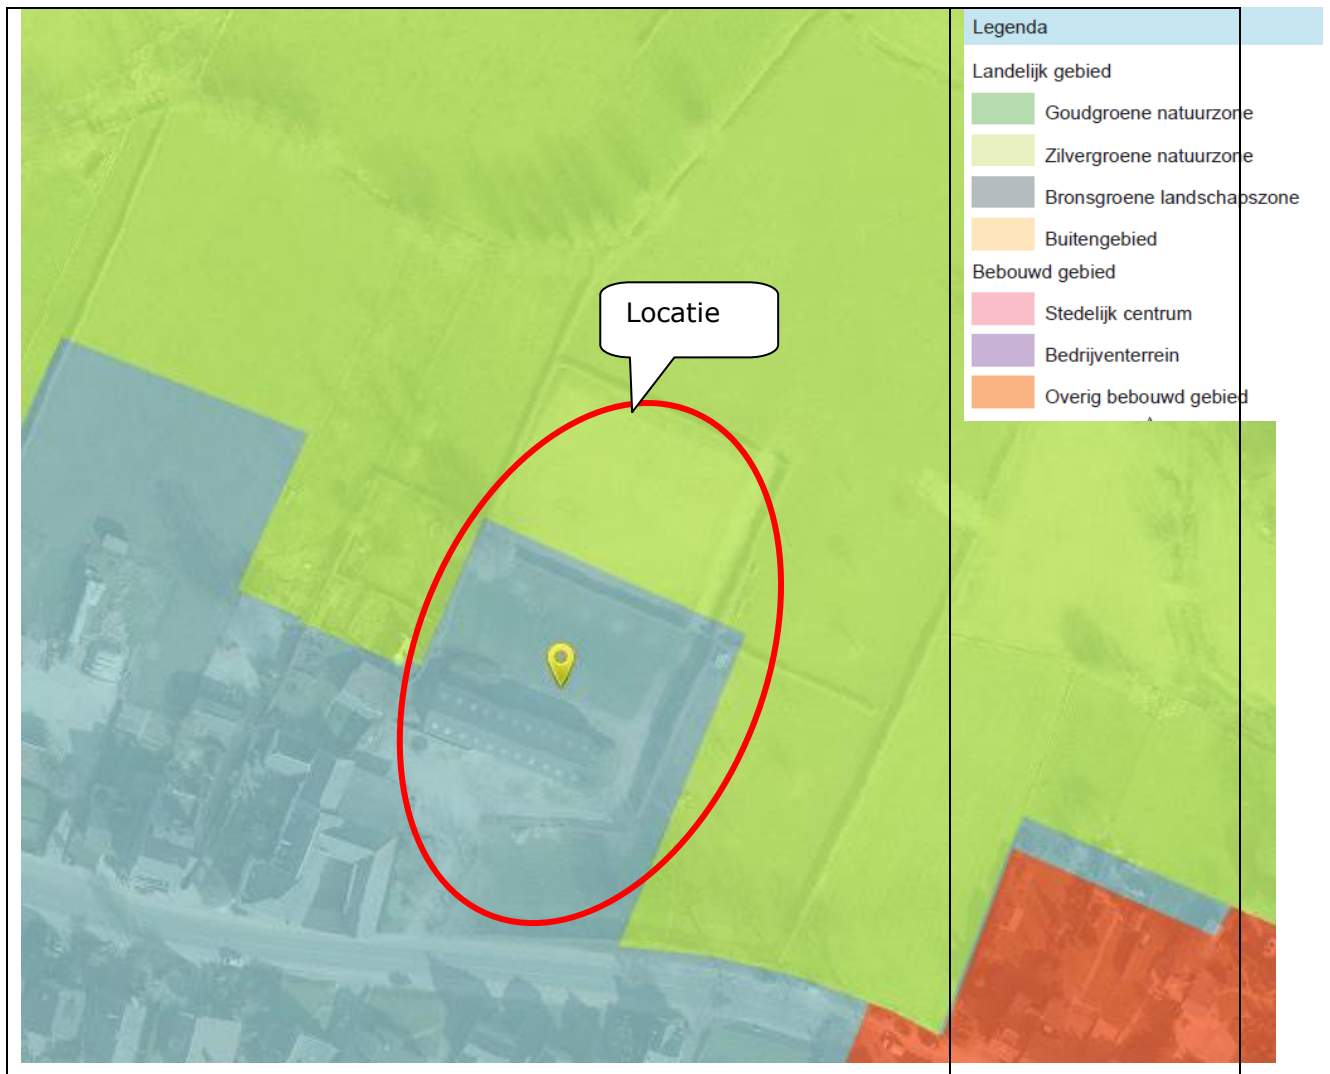 Locatie
Legenda
Landelijk gebied
Goudgroene natuurzone
Zilvergroene natuurzone
Bronsgroene landschapszone
Buitengebied
Bebouwd gebied
Stedelijk centrum
Bedrijventerrein
Overig bebouwd gebied